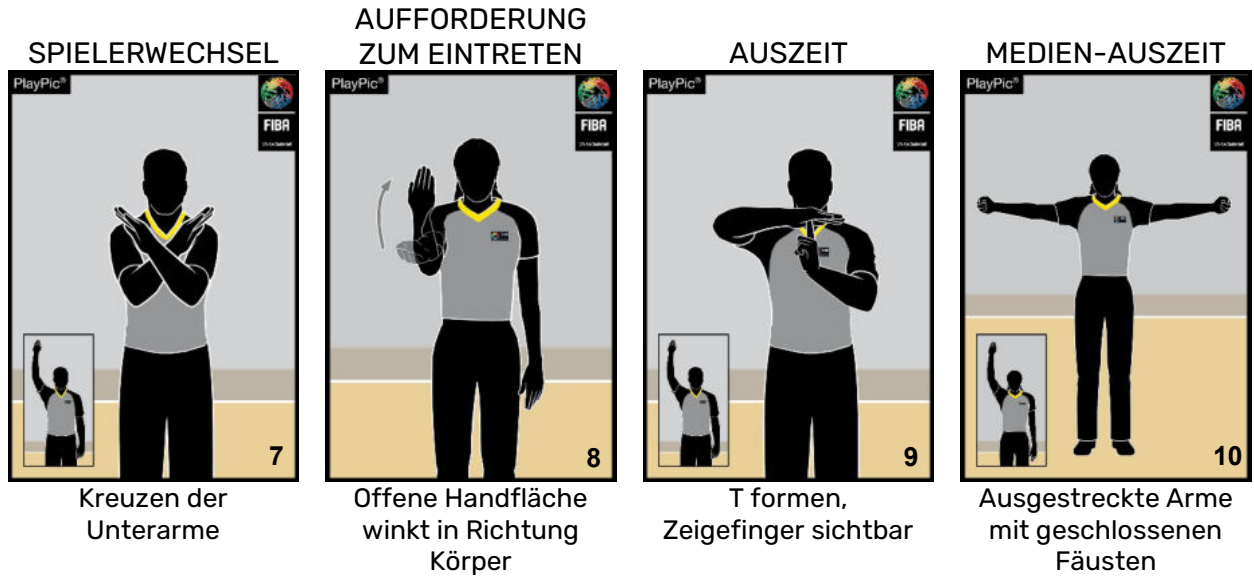 SPIELERWECHSEL
AUFFORDERUNG
ZUM EINTRETEN
AUSZEIT
MEDIEN-AUSZEIT
PlayPic®
FIBA
7
PlayPic®
FIBA
8
PlayPic®
FIBA
9
PlayPic®
FIBA
10
Kreuzen der
Unterarme
Offene Handfläche
winkt in Richtung
Körper
T formen,
Zeigefinger sichtbar
Ausgestreckte Arme
mit geschlossenen
Fäusten